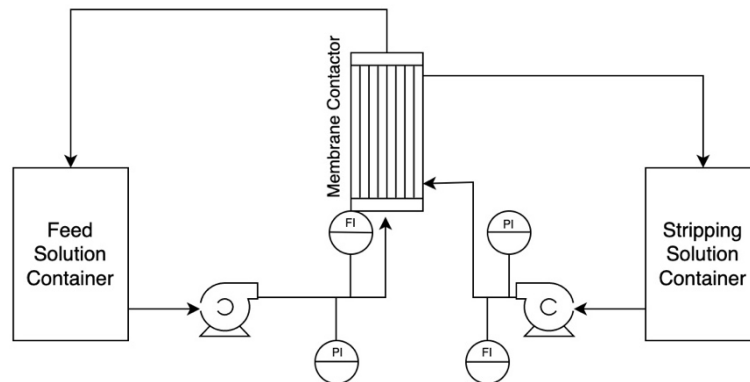 Membrane Contactor
Feed
Solution
Container
FI
PI
PI
FI
Stripping
Solution
Container